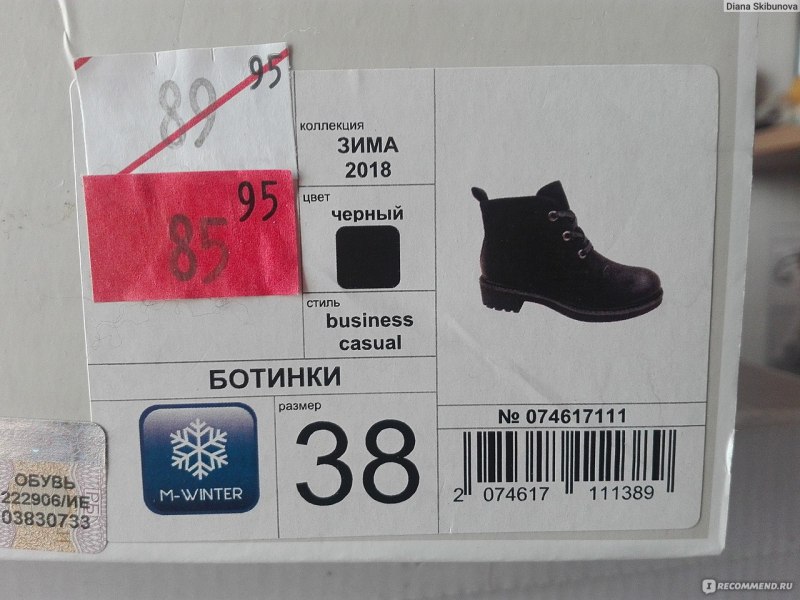 Diana Skibunova
89 95
85 95
коллекция
ЗИМА
2018
цвет
черный
стиль
business
casual
БОТИНКИ
M-WINTER
размер
38
№ 074617111
2 074617 111389
ОБУВЬ
222906/ИЕ
03830733
IRECOMMEND.RU